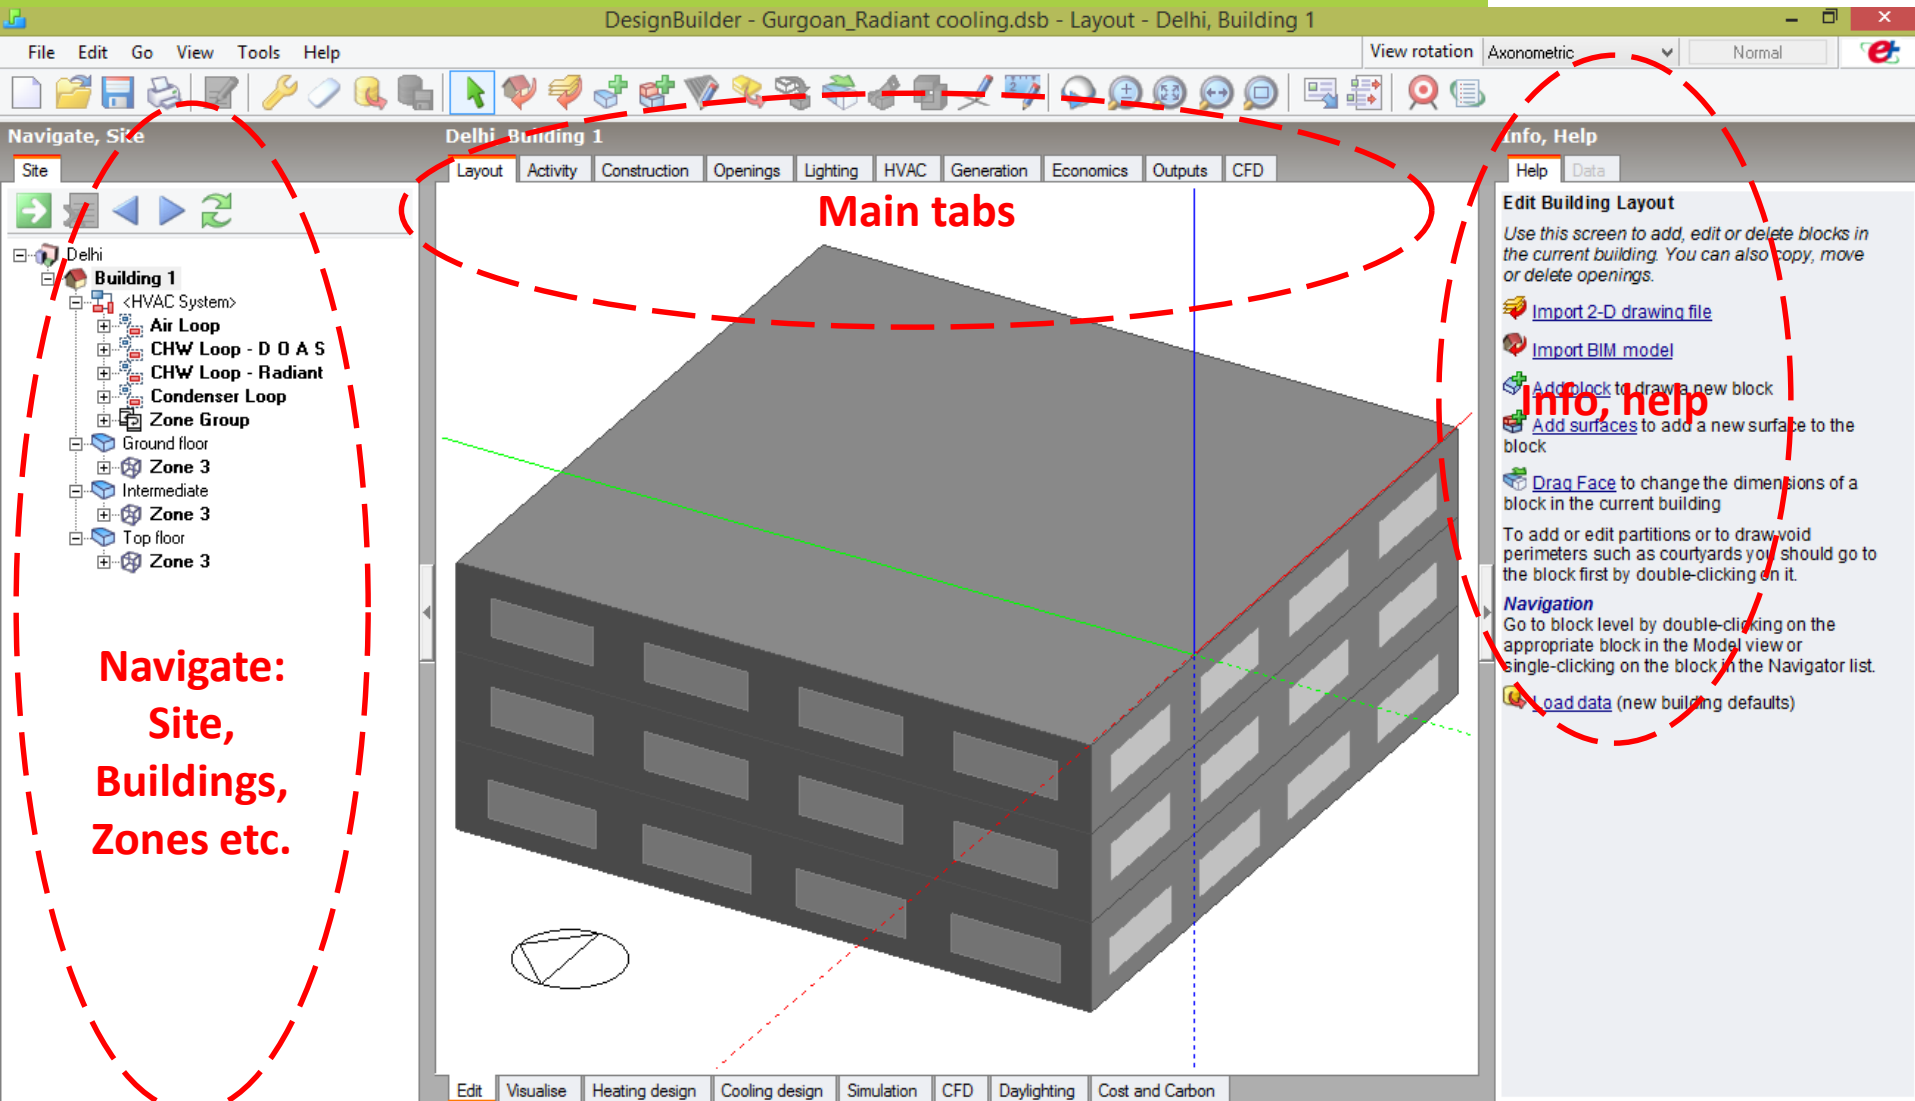 DesignBuilder - Gurgoan_Radiant cooling.dsb - Layout - Delhi, Building 1
File Edit Go View Tools Help
View rotation Axonometric Normal
Navigate, Site
Site
Delhi
Building 1
<HVAC System>
Air Loop
CHW Loop - D O A S
CHW Loop - Radiant
Condenser Loop
Zone Group
Ground floor
Zone 3
Intermediate
Zone 3
Top floor
Zone 3
Navigate:
Site,
Buildings,
Zones etc.
Delhi, Building 1
Layout Activity Construction Openings Lighting HVAC Generation Economics Outputs CFD
Main tabs
Edit Visualise Heating design Cooling design Simulation CFD Daylighting Cost and Carbon
Info, Help
Help Data
Edit Building Layout
Use this screen to add, edit or delete blocks in
the current building. You can also copy, move
or delete openings.
Import 2-D drawing file
Import BIM model
Add block to draw a new block
Info, help
Add surfaces to add a new surface to the
block
Drag Face to change the dimensions of a
block in the current building
To add or edit partitions or to draw void
perimeters such as courtyards you should go to
the block first by double-clicking on it.
Navigation
Go to block level by double-clicking on the
appropriate block in the Model view or
single-clicking on the block in the Navigator list.
Load data (new building defaults)